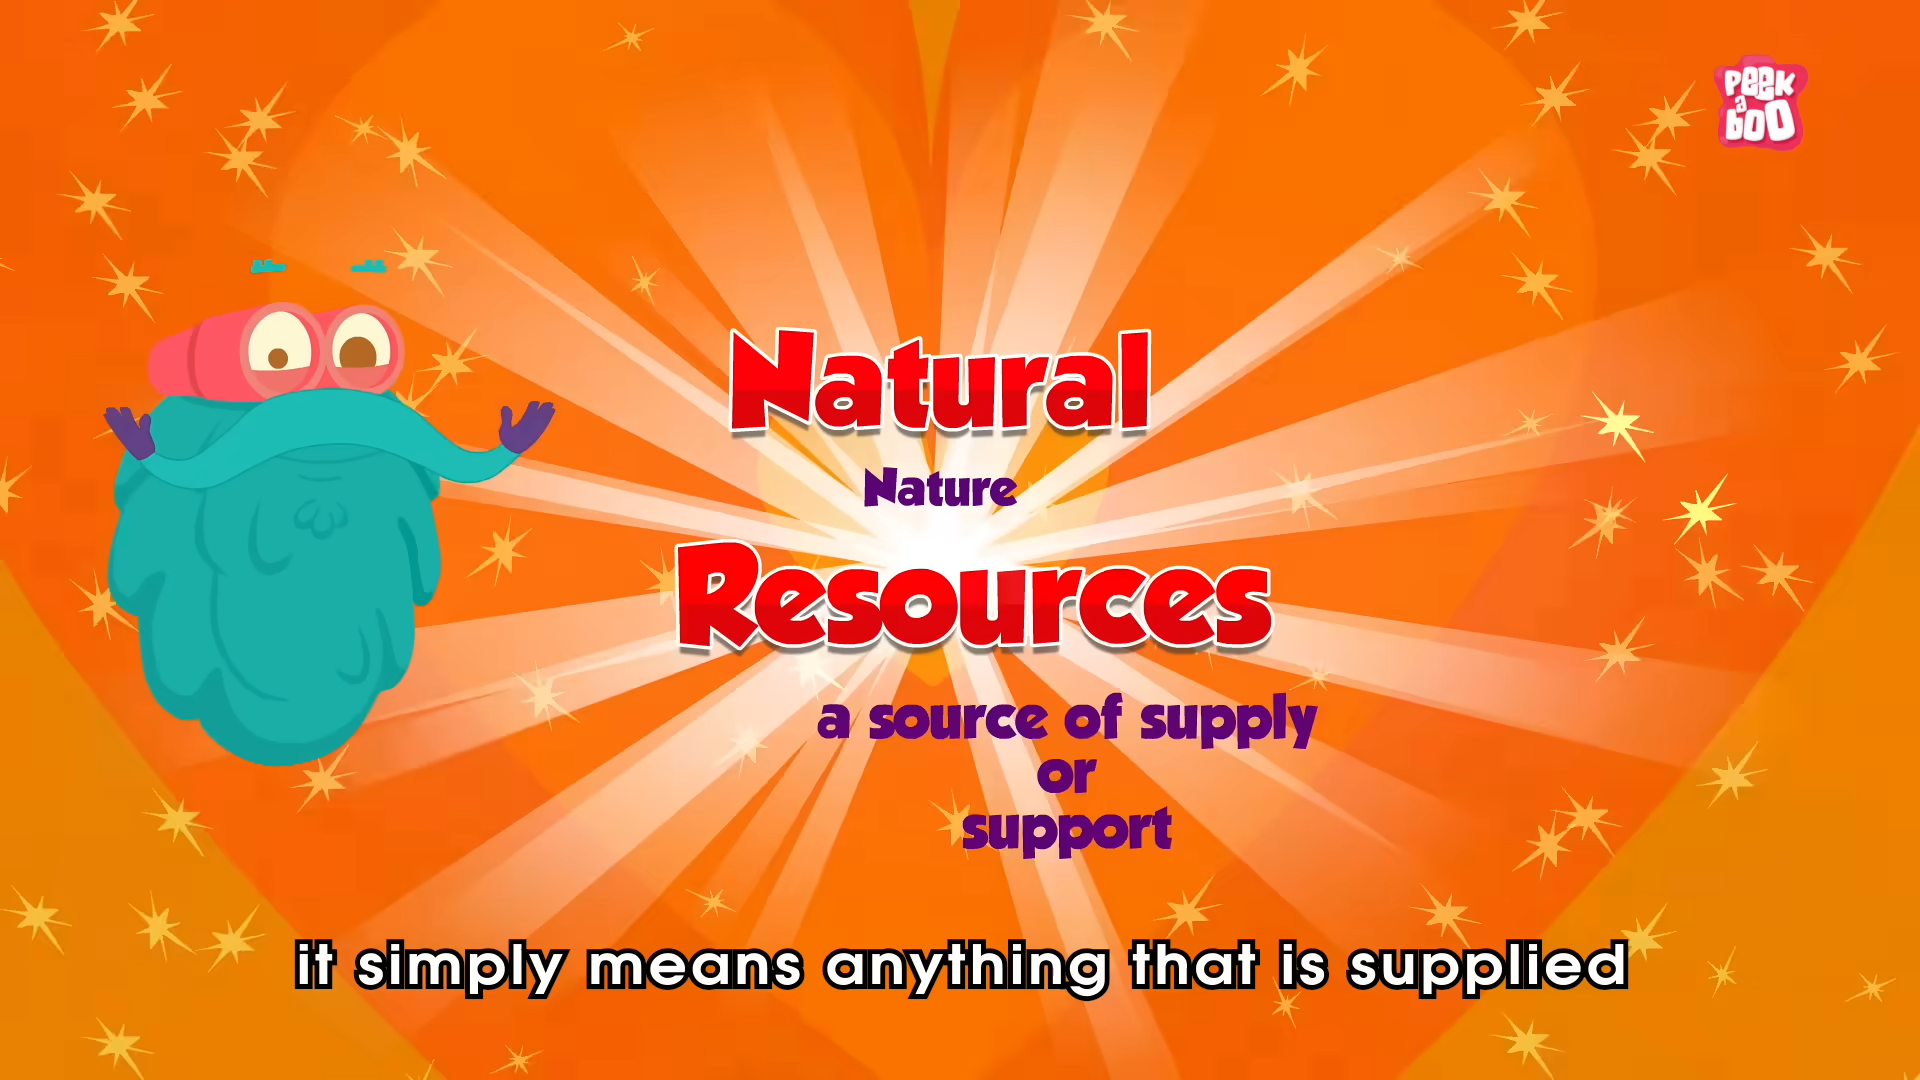 peek
a
boo
Natural
Nature
Resources
a source of supply
or
support
it simply means anything that is supplied